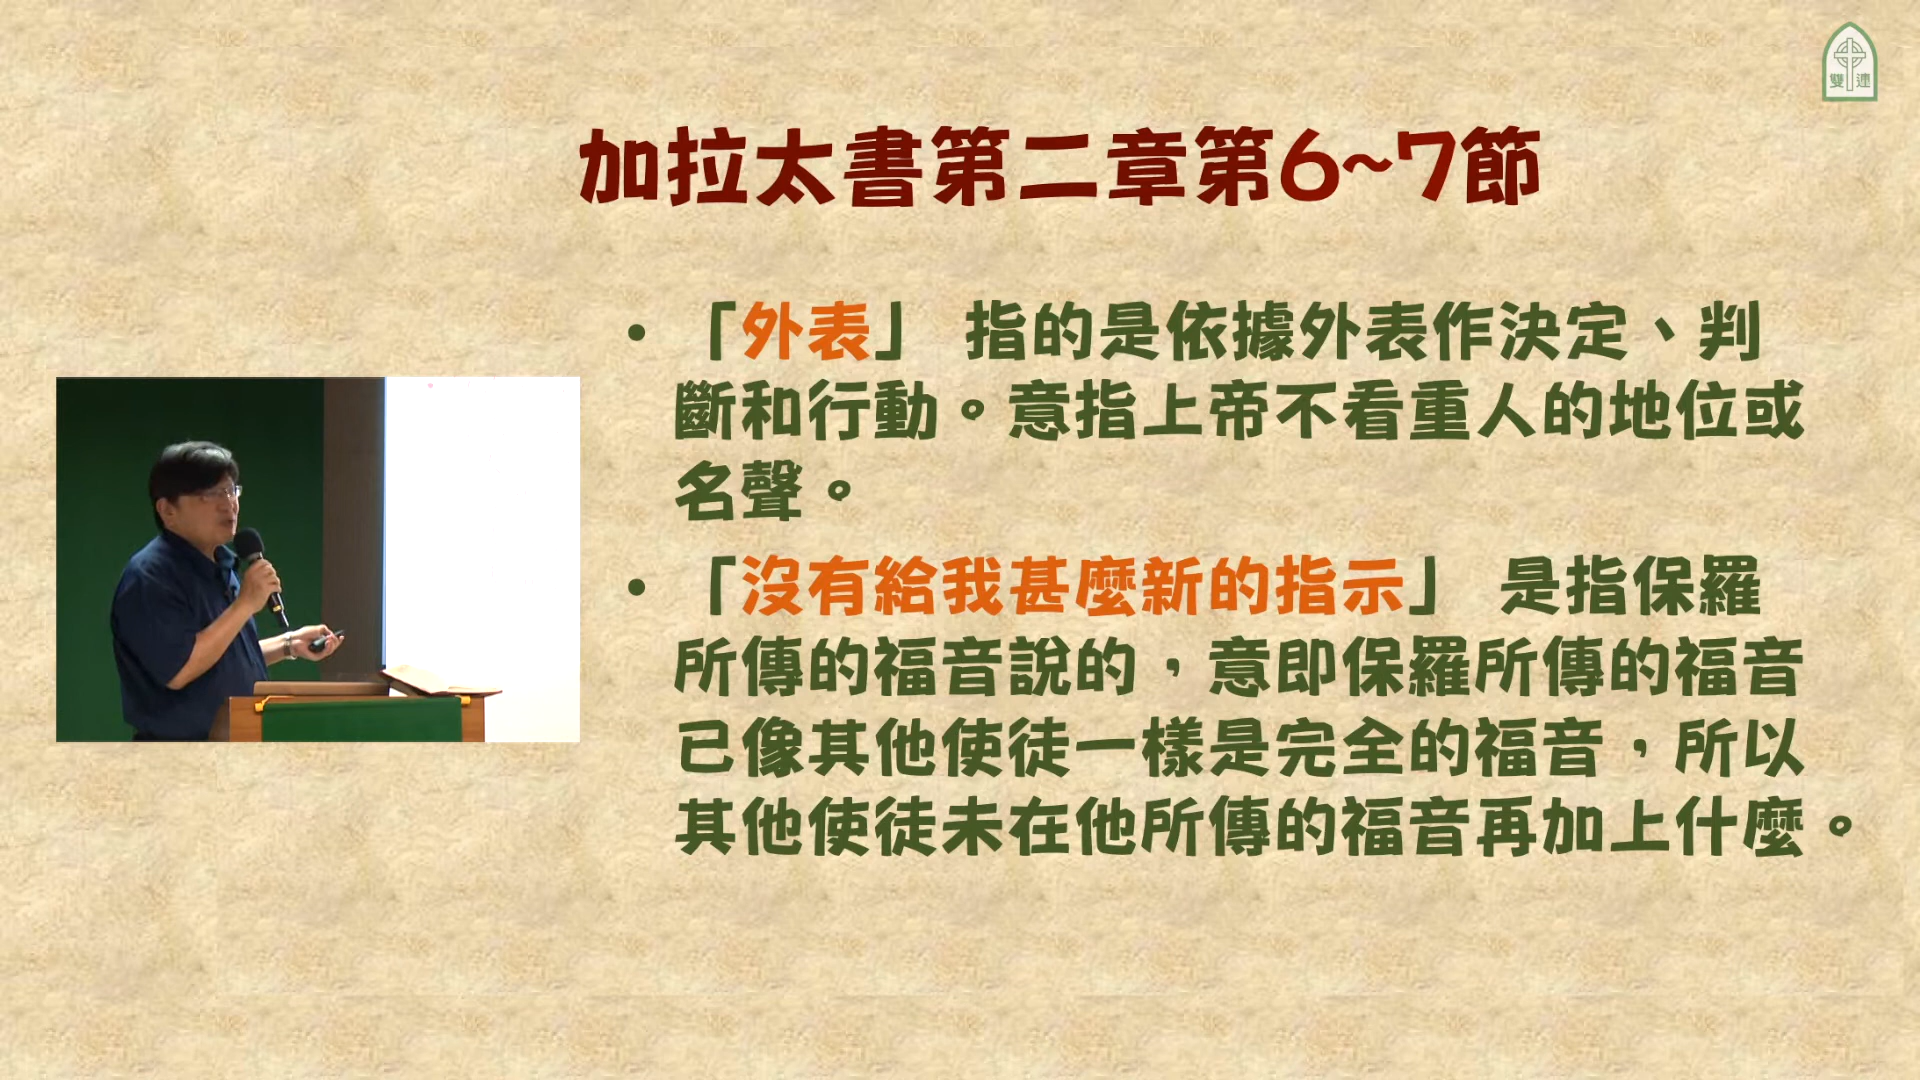 雙連
加拉太書第二章第6~7節
• 「外表」 指的是依據外表作決定、判
斷和行動。意指上帝不看重人的地位或
名聲。
• 「沒有給我甚麼新的指示」 是指保羅
所傳的福音說的，意即保羅所傳的福音
已像其他使徒一樣是完全的福音，所以
其他使徒未在他所傳的福音再加上什麼。